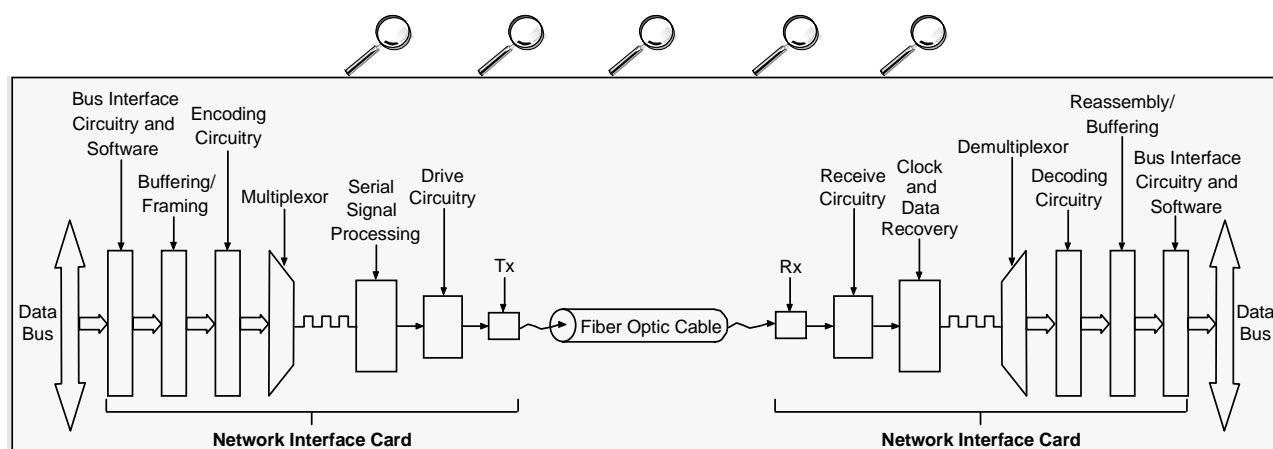 Bus Interface
Circuitry and
Software
Buffering/
Framing
Encoding
Circuitry
Multiplexor
Serial
Signal
Processing
Drive
Circuitry
Tx
Data
Bus
Fiber Optic Cable
Rx
Receive
Circuitry
Clock
and
Data
Recovery
Demultiplexor
Decoding
Circuitry
Reassembly/
Buffering
Bus Interface
Circuitry and
Software
Data
Bus
Network Interface Card
Network Interface Card